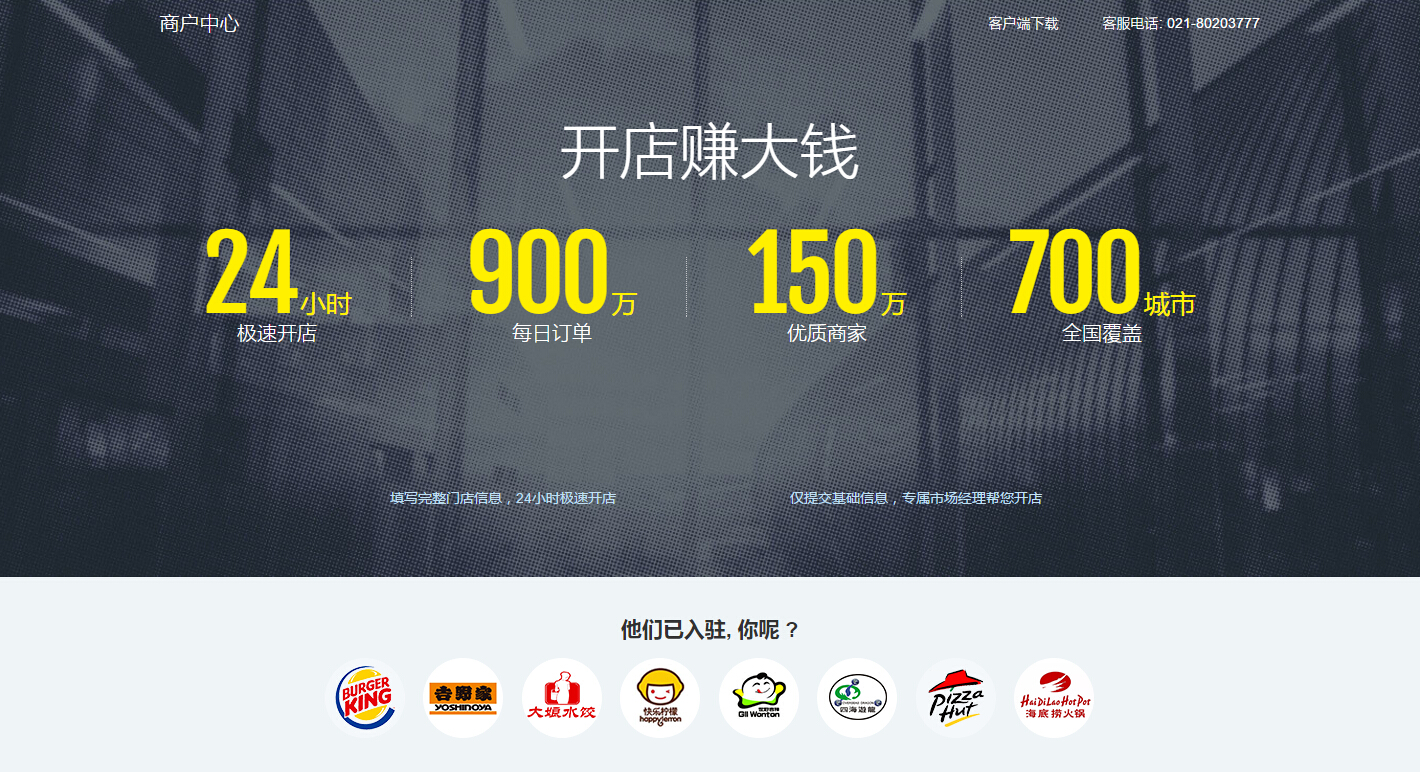 商户中心
客户端下载
客服电话: 021-80203777
开店赚大钱
24小时
900万
150万
700城市
极速开店
每日订单
优质商家
全国覆盖
填写完整门店信息，24小时极速开店
仅提交基础信息，专属市场经理帮您开店
他们已入驻, 你呢？
BURGER
KING
吉野家
YOSHINOYA
大娘水饺
快乐柠檬
happylemon
Gli Wonton
四海遊龍
Pizza
Hut
HaiDiLao HotPot
海底捞火锅